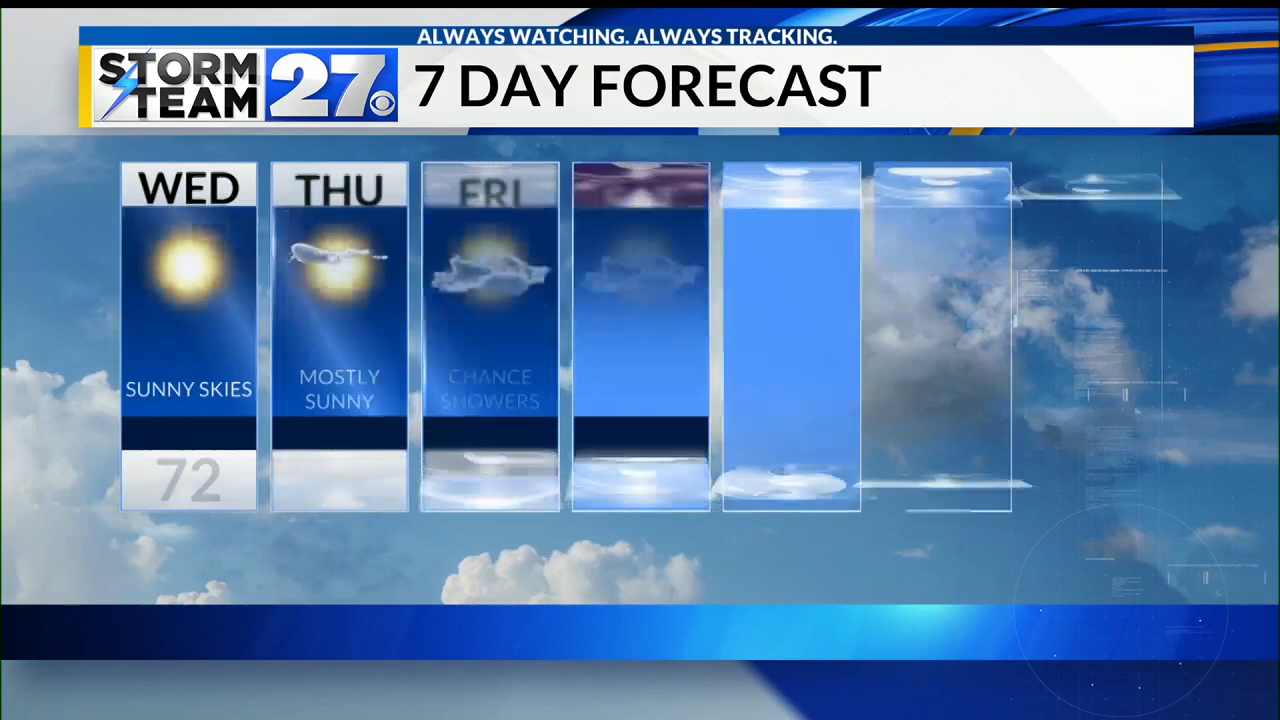 ALWAYS WATCHING. ALWAYS TRACKING.
STORM TEAM 27
7 DAY FORECAST
WED
THU
FRI
SUNNY SKIES
MOSTLY
SUNNY
CHANCE
SHOWERS
72